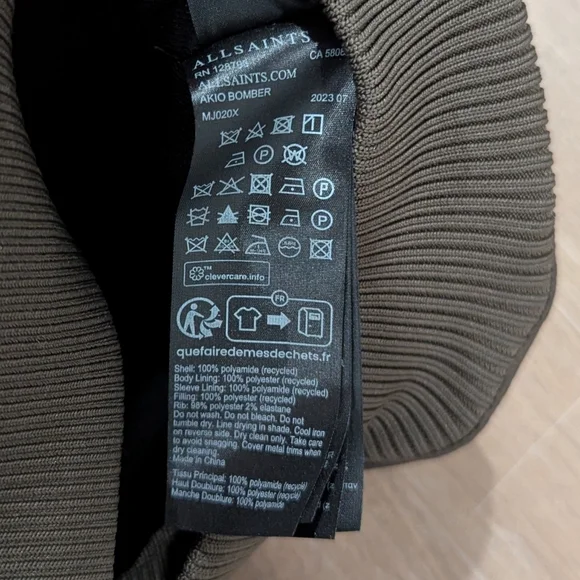 ALLSAINTS
RN 128794
ALLSAINTS.COM
AKIO BOMBER 2023 07
MJ020X
P W
P
clevercare.info
FR
quefairedemesdechets.fr
Shell: 100% polyamide (recycled)
Body Lining: 100% polyester (recycled)
Sleeve Lining: 100% polyamide (recycled)
Filling: 100% polyester (recycled)
Rib: 98% polyester 2% elastane
Do not wash. Do not bleach. Do not
tumble dry. Line drying in shade. Cool iron
on reverse side. Dry clean only. Take care
to avoid snagging. Cover metal trims when
dry cleaning.
Made in China
Tissu Principal: 100% polyamide (recyclé)
Haut Doublure: 100% polyester (recyclé)
Manche Doublure: 100% polyamide